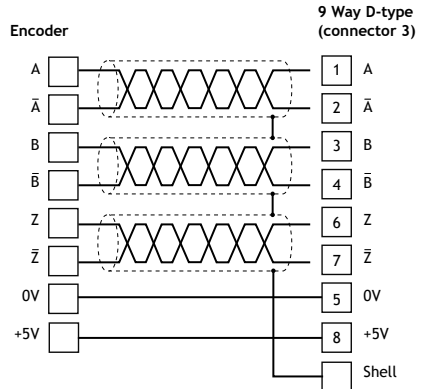 9 Way D-type
Encoder (connector 3)
A 1 A
Ā 2 Ā
B 3 B
B̄ 4 B̄
Z 6 Z
Z̄ 7 Z̄
0V 5 0V
+5V 8 +5V
Shell